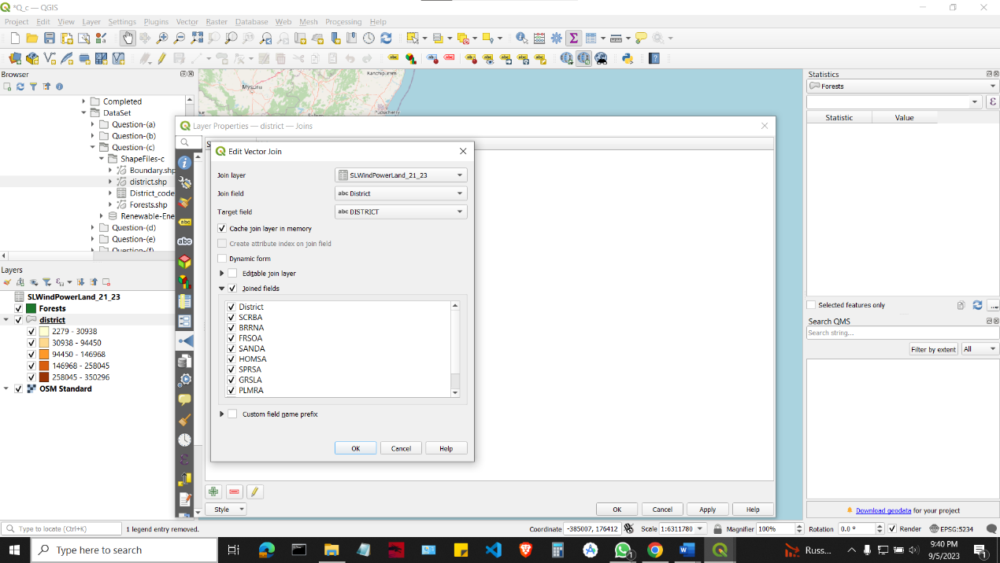 *Q_c — QGIS
Project Edit View Layer Settings Plugins Vector Raster Database Web Mesh Processing Help
Browser
Completed
DataSet
Question-(a)
Question-(b)
Question-(c)
ShapeFiles-c
Boundary.shp
district.shp
District_code
Forests.shp
Renewable-Ene
Question-(d)
Question-(e)
Question-(f)
Layers
SLWindPowerLand_21_23
Forests
district
2279 - 30938
30938 - 94450
94450 - 146968
146968 - 258045
258045 - 350296
OSM Standard
Kanchipuram
Mysuru
Puducherry
Layer Properties — district — Joins
Edit Vector Join
Join layer
SLWindPowerLand_21_23
Join field
abc District
Target field
abc DISTRICT
Cache join layer in memory
Create attribute index on join field
Dynamic form
Editable join layer
Joined fields
District
SCRBA
BRRNA
FRSOA
SANDA
HOMSA
SPRSA
GRSLA
PLMRA
Custom field name prefix
OK Cancel Help
Style
OK Cancel Apply Help
Statistics
Forests
Statistic Value
Selected features only
Search QMS
Search string...
Filter by extent All
Download geodata for your project
Type to locate (Ctrl+K) 1 legend entry removed. Coordinate -385007, 176412 Scale 1:6311780 Magnifier 100% Rotation 0.0 ° Render EPSG:5234
Type here to search
Russ...
9:40 PM
9/5/2023